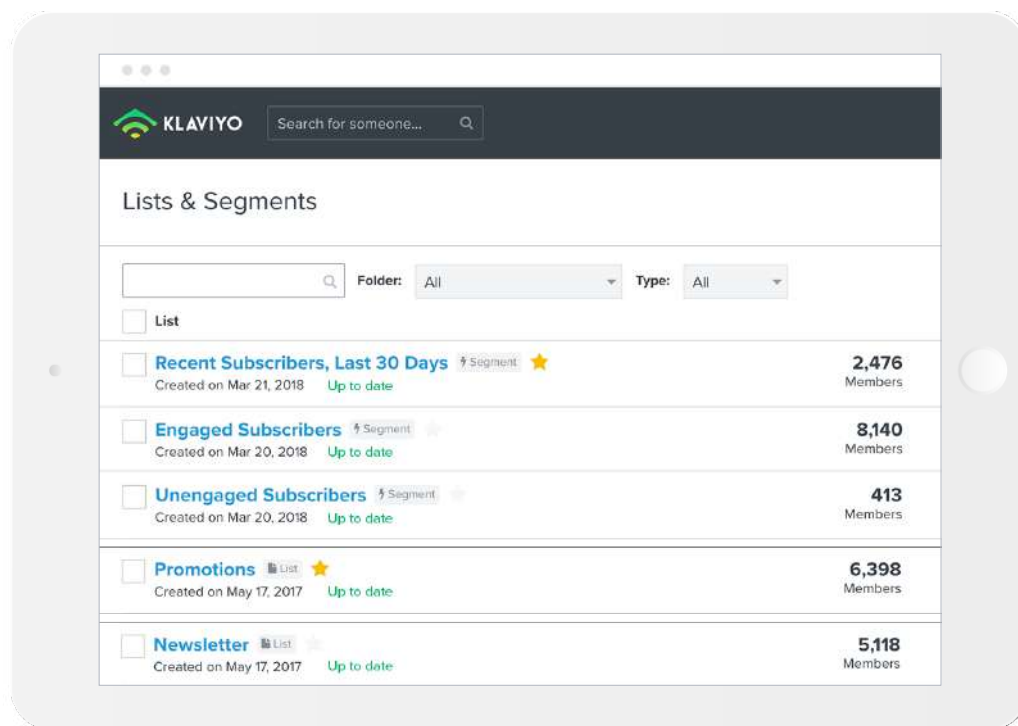 KLAVIYO Search for someone...
Lists & Segments
Folder: All Type: All
List
Recent Subscribers, Last 30 Days Segment 2,476
Created on Mar 21, 2018 Up to date Members
Engaged Subscribers Segment 8,140
Created on Mar 20, 2018 Up to date Members
Unengaged Subscribers Segment 413
Created on Mar 20, 2018 Up to date Members
Promotions List 6,398
Created on May 17, 2017 Up to date Members
Newsletter List 5,118
Created on May 17, 2017 Up to date Members